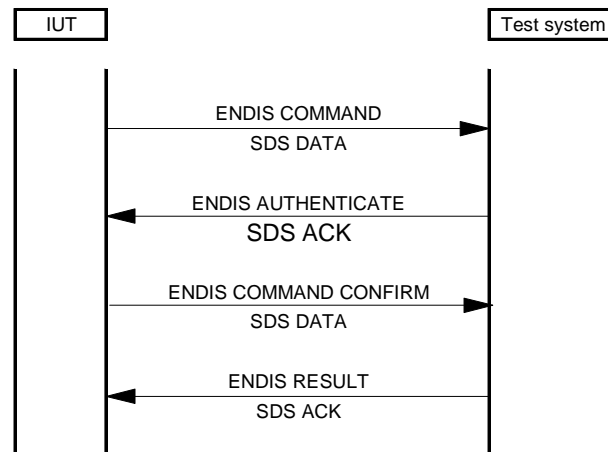 IUT
Test system
ENDIS COMMAND
SDS DATA
ENDIS AUTHENTICATE
SDS ACK
ENDIS COMMAND CONFIRM
SDS DATA
ENDIS RESULT
SDS ACK